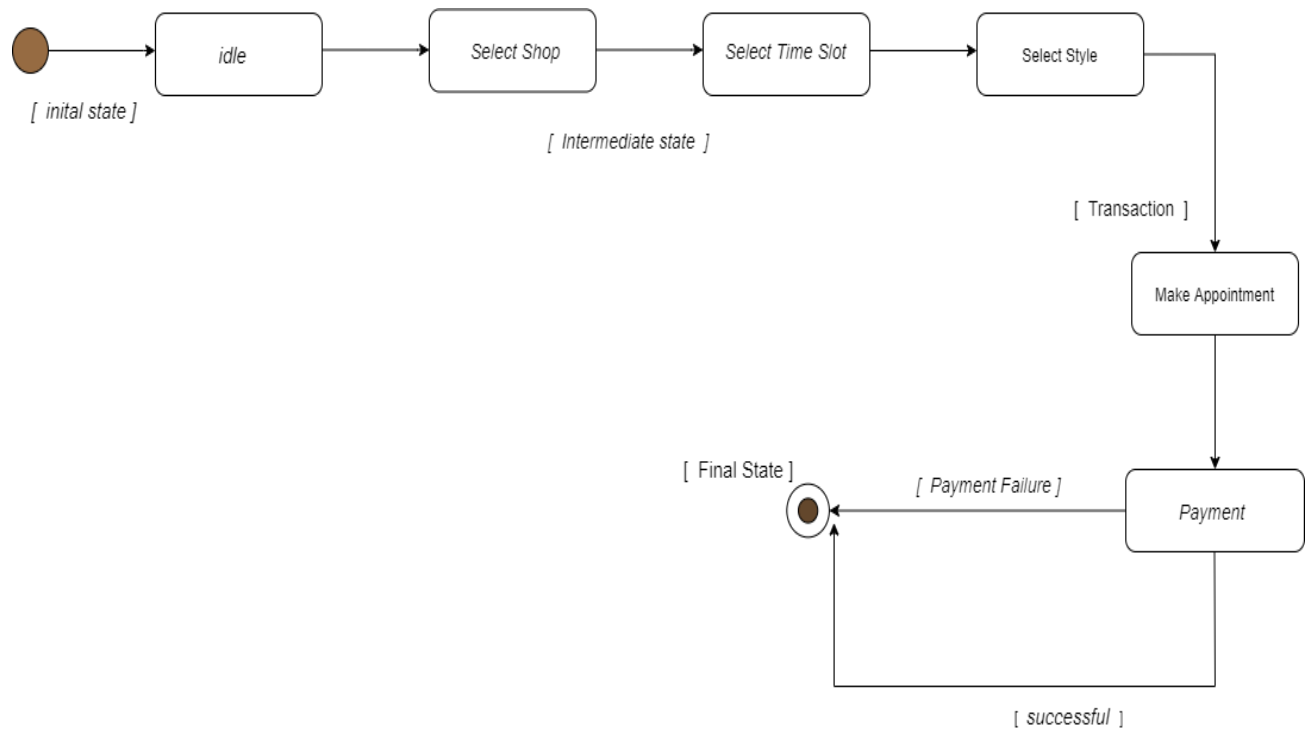 idle
Select Shop
Select Time Slot
Select Style
[ inital state ]
[ Intermediate state ]
[ Transaction ]
Make Appointment
[ Final State ]
[ Payment Failure ]
Payment
[ successful ]